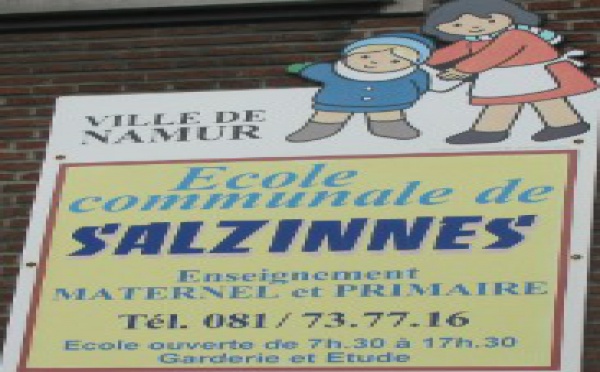 VILLE DE
NAMUR
Ecole
communale de
SALZINNES
Enseignement
MATERNEL et PRIMAIRE
Tél. 081/73.77.16
Ecole ouverte de 7h.30 à 17h.30
Garderie et Etude